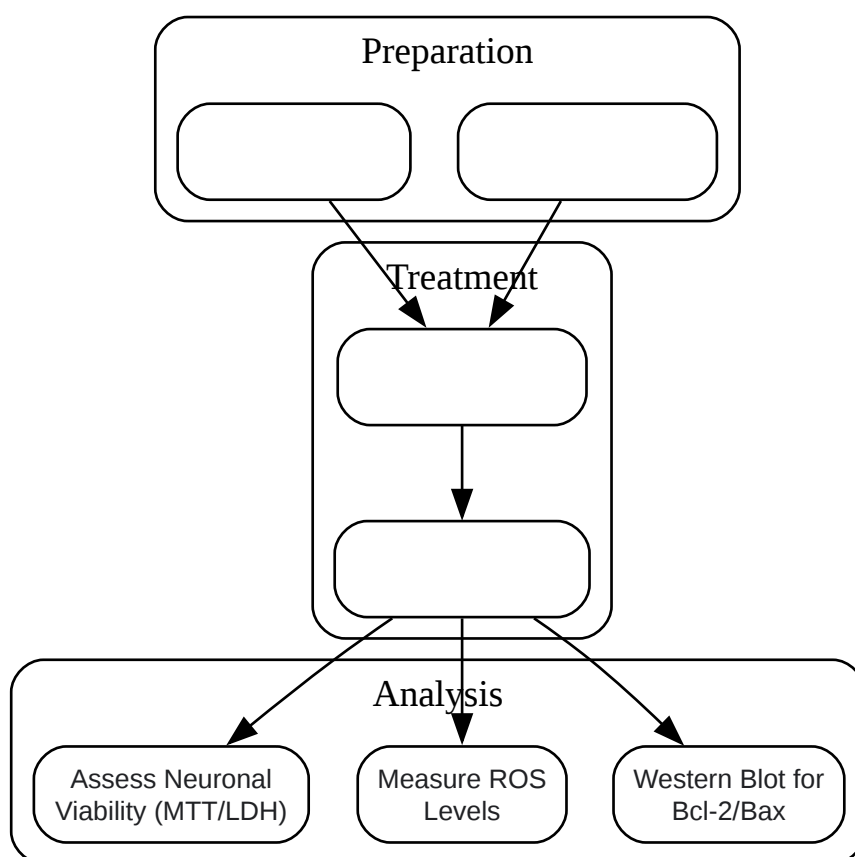 Preparation
Treatment
Analysis
Assess Neuronal
Viability (MTT/LDH)
Measure ROS
Levels
Western Blot for
Bcl-2/Bax